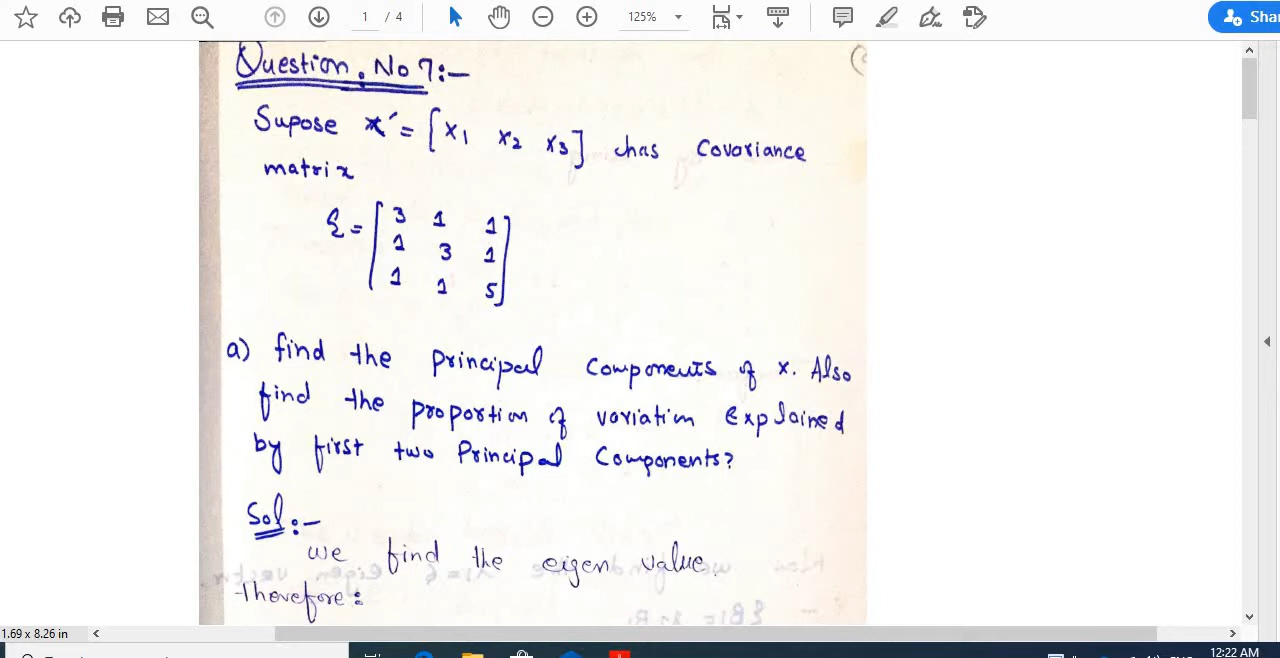 1 / 4
125%
Shar
Question. No 7:-
Supose x′ = [x1 x2 x3] has Covariance
matrix
Σ = [3 1 1
1 3 1
1 1 5]
a) find the principal Components of x. Also
find the proportion of variation Explained
by first two Principal Components?
Sol:-
we find the eigen value.
Therefore:
1.69 x 8.26 in
12:22 AM